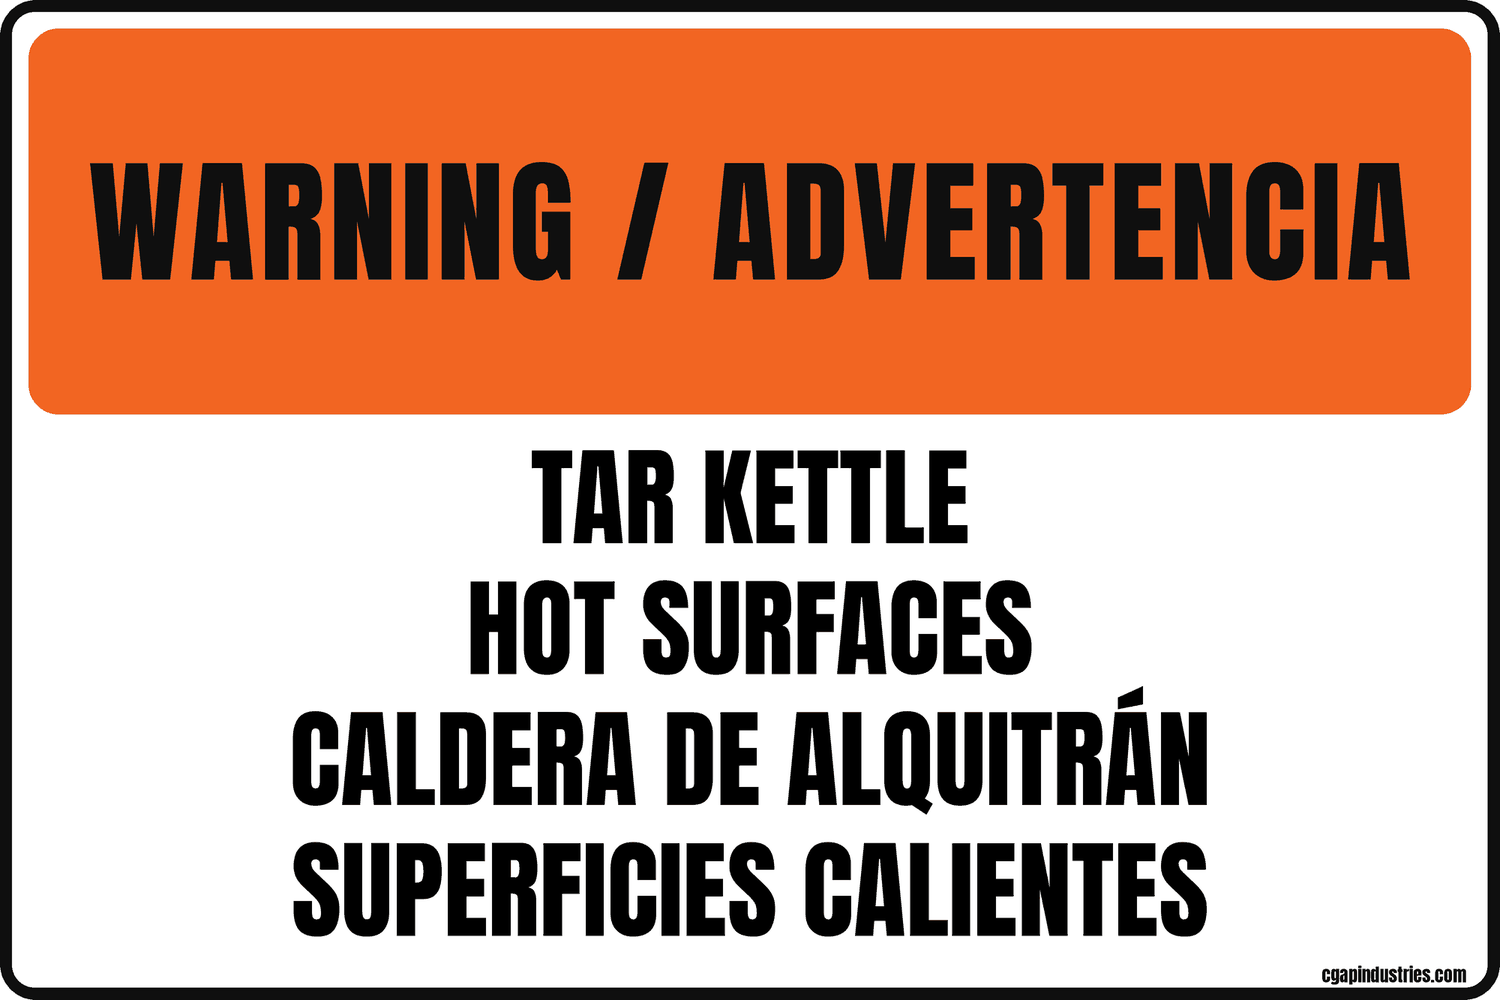 WARNING / ADVERTENCIA
TAR KETTLE
HOT SURFACES
CALDERA DE ALQUITRÁN
SUPERFICIES CALIENTES
cgapindustries.com